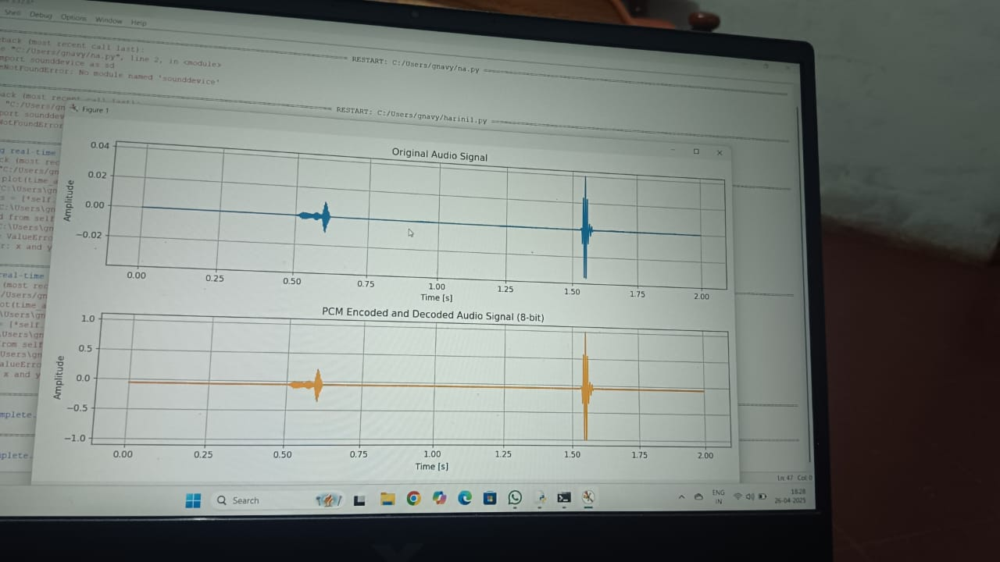 Shell Debug Options Window Help
back (most recent call last):
"C:/Users/gnavy/na.py", line 2, in <module>
import sounddevice as sd
eNotFoundError: No module named 'sounddevice'
RESTART: C:/Users/gnavy/na.py
RESTART: C:/Users/gnavy/harini1.py
back (most recent call last):
"C:/Users/gn
port sounddev
NotFoundError
g real-time
ck (most rec
"C:/Users/gn
plot(time_a
C:\Users\gn
s = [*self.
C:\Users\gn
d from self
C:\Users\gn
ValueErro
r: x and y
real-time
(most rec
/Users/gn
ot(time_a
\Users\gn
= [*self.
\Users\gn
rom self
Users\gn
alueErro
x and y
mplete.
plete.
Figure 1
Original Audio Signal
0.04
0.02
0.00
−0.02
Amplitude
0.00 0.25 0.50 0.75 1.00 1.25 1.50 1.75 2.00
Time [s]
PCM Encoded and Decoded Audio Signal (8-bit)
1.0
0.5
0.0
−0.5
−1.0
Amplitude
0.00 0.25 0.50 0.75 1.00 1.25 1.50 1.75 2.00
Time [s]
Ln: 47 Col: 0
Search
ENG
IN
18:28
26-04-2025